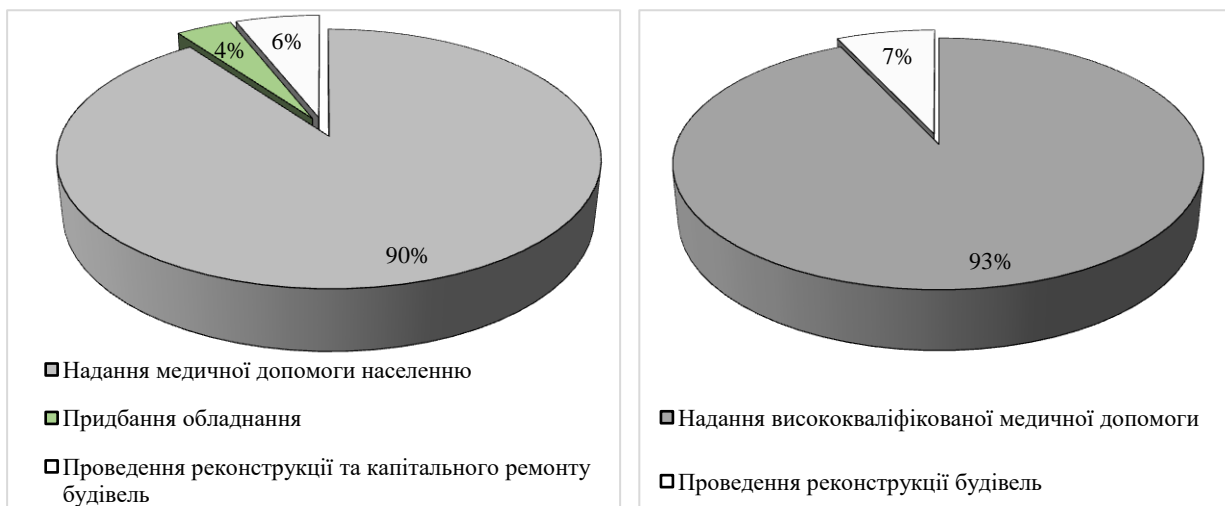 4%
6%
90%
Надання медичної допомоги населенню
Придбання обладнання
Проведення реконструкції та капітального ремонту
будівель
7%
93%
Надання висококваліфікованої медичної допомоги
Проведення реконструкції будівель